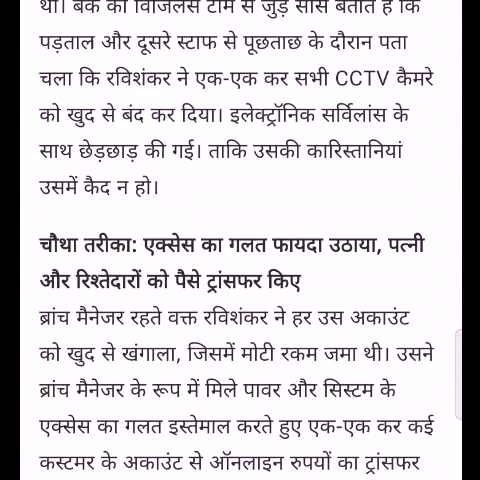 था। बैंक की विजिलेंस टीम से जुड़े सोर्स बताते हैं कि
पड़ताल और दूसरे स्टाफ से पूछताछ के दौरान पता
चला कि रविशंकर ने एक-एक कर सभी CCTV कैमरे
को खुद से बंद कर दिया। इलेक्ट्रॉनिक सर्विलांस के
साथ छेड़छाड़ की गई। ताकि उसकी कारिस्तानियां
उसमें कैद न हो।
चौथा तरीका: एक्सेस का गलत फायदा उठाया, पत्नी
और रिश्तेदारों को पैसे ट्रांसफर किए
ब्रांच मैनेजर रहते वक्त रविशंकर ने हर उस अकाउंट
को खुद से खंगाला, जिसमें मोटी रकम जमा थी। उसने
ब्रांच मैनेजर के रूप में मिले पावर और सिस्टम के
एक्सेस का गलत इस्तेमाल करते हुए एक-एक कर कई
कस्टमर के अकाउंट से ऑनलाइन रुपयों का ट्रांसफर